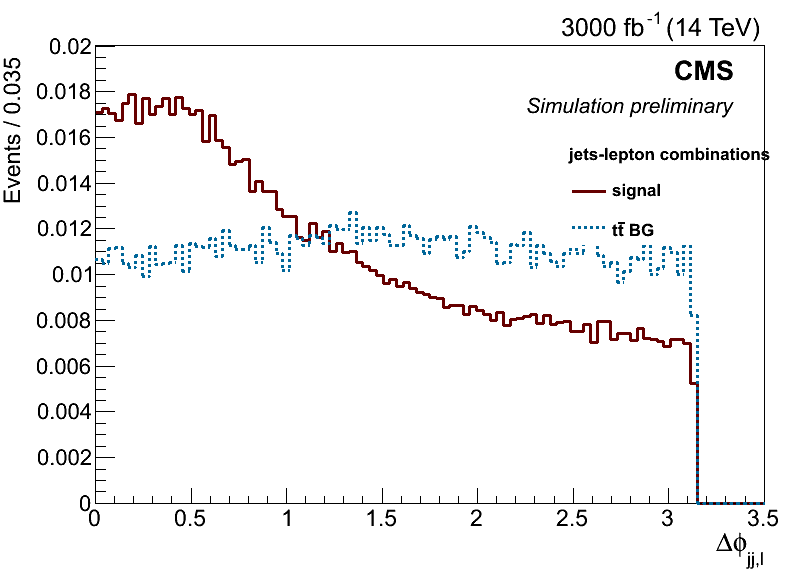 3000 fb⁻¹ (14 TeV)
CMS
Simulation preliminary
jets-lepton combinations
signal
tt̄ BG
Events / 0.035
0.02
0.018
0.016
0.014
0.012
0.01
0.008
0.006
0.004
0.002
0
0 0.5 1 1.5 2 2.5 3 3.5
Δϕjj,l